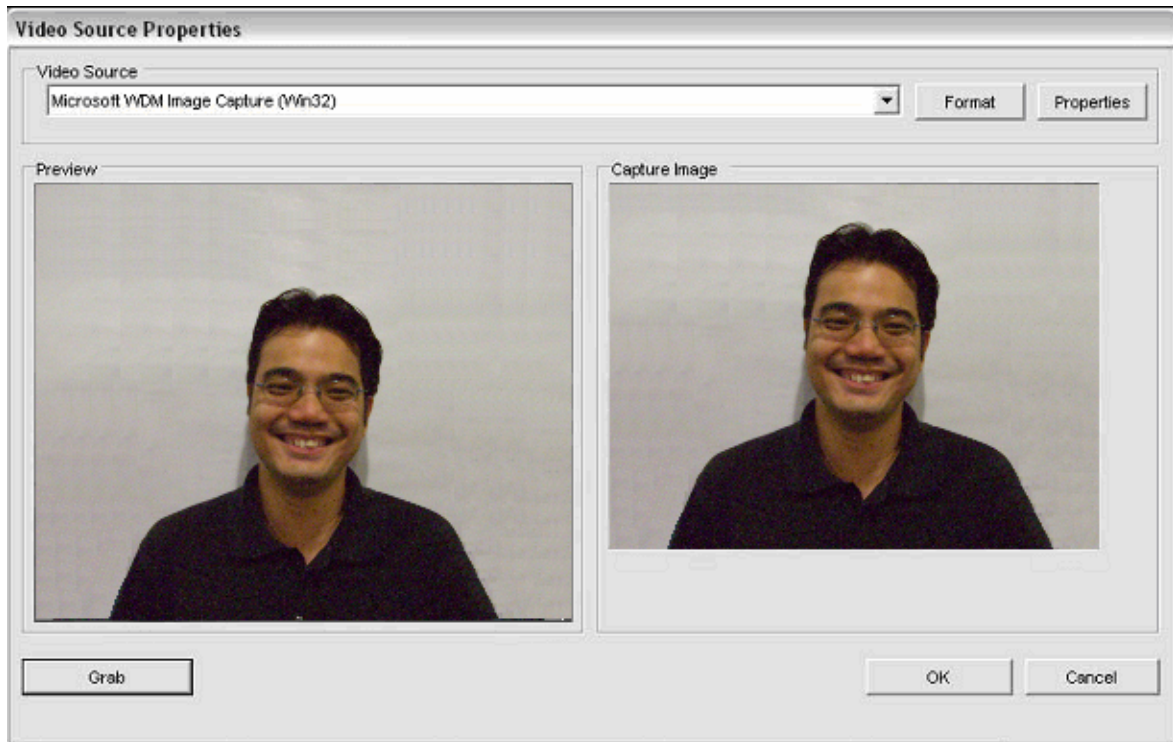 Video Source Properties
Video Source
Microsoft WDM Image Capture (Win32)
Format
Properties
Preview
Capture Image
Grab
OK
Cancel